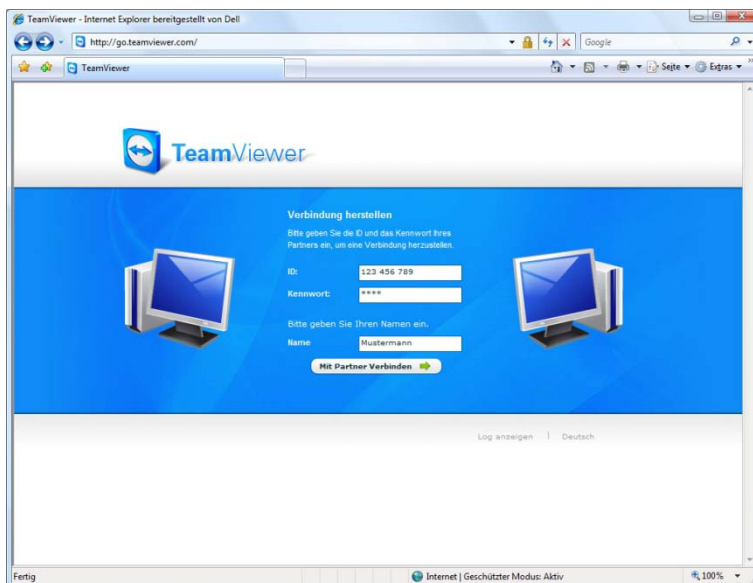 TeamViewer - Internet Explorer bereitgestellt von Dell
http://go.teamviewer.com/
Google
TeamViewer
Seite
Extras
TeamViewer
Verbindung herstellen
Bitte geben Sie die ID und das Kennwort Ihres
Partners ein, um eine Verbindung herzustellen.
ID: 123 456 789
Kennwort: ****
Bitte geben Sie Ihren Namen ein.
Name Mustermann
Mit Partner Verbinden
Log anzeigen | Deutsch
Fertig
Internet | Geschützter Modus: Aktiv
100%